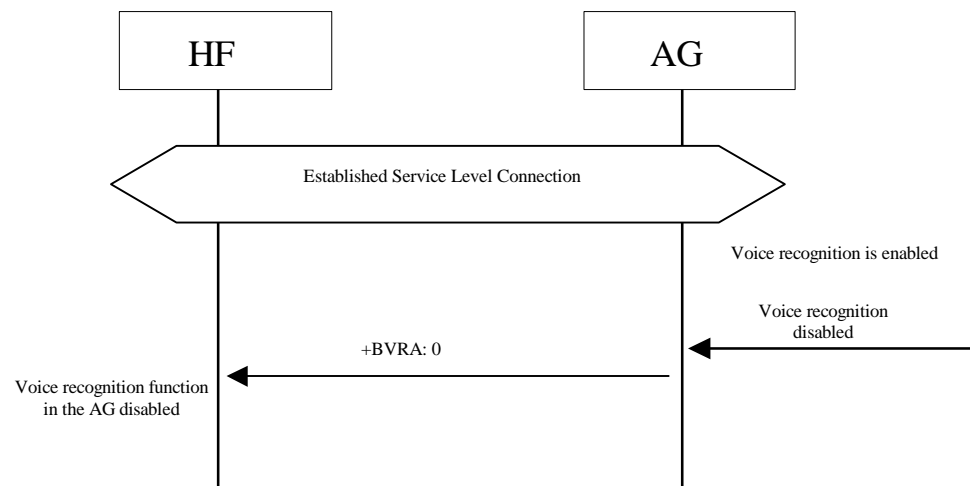 HF
AG
Established Service Level Connection
Voice recognition is enabled
Voice recognition
disabled
+BVRA: 0
Voice recognition function
in the AG disabled